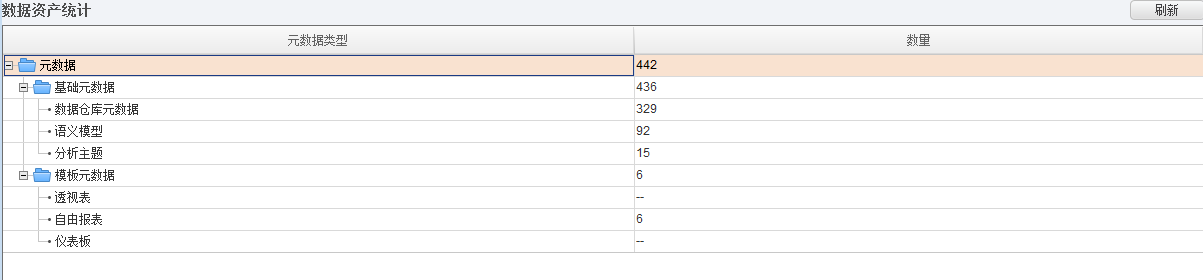 数据资产统计 刷新
元数据类型 数量
元数据 442
基础元数据 436
数据仓库元数据 329
语义模型 92
分析主题 15
模板元数据 6
透视表 --
自由报表 6
仪表板 --